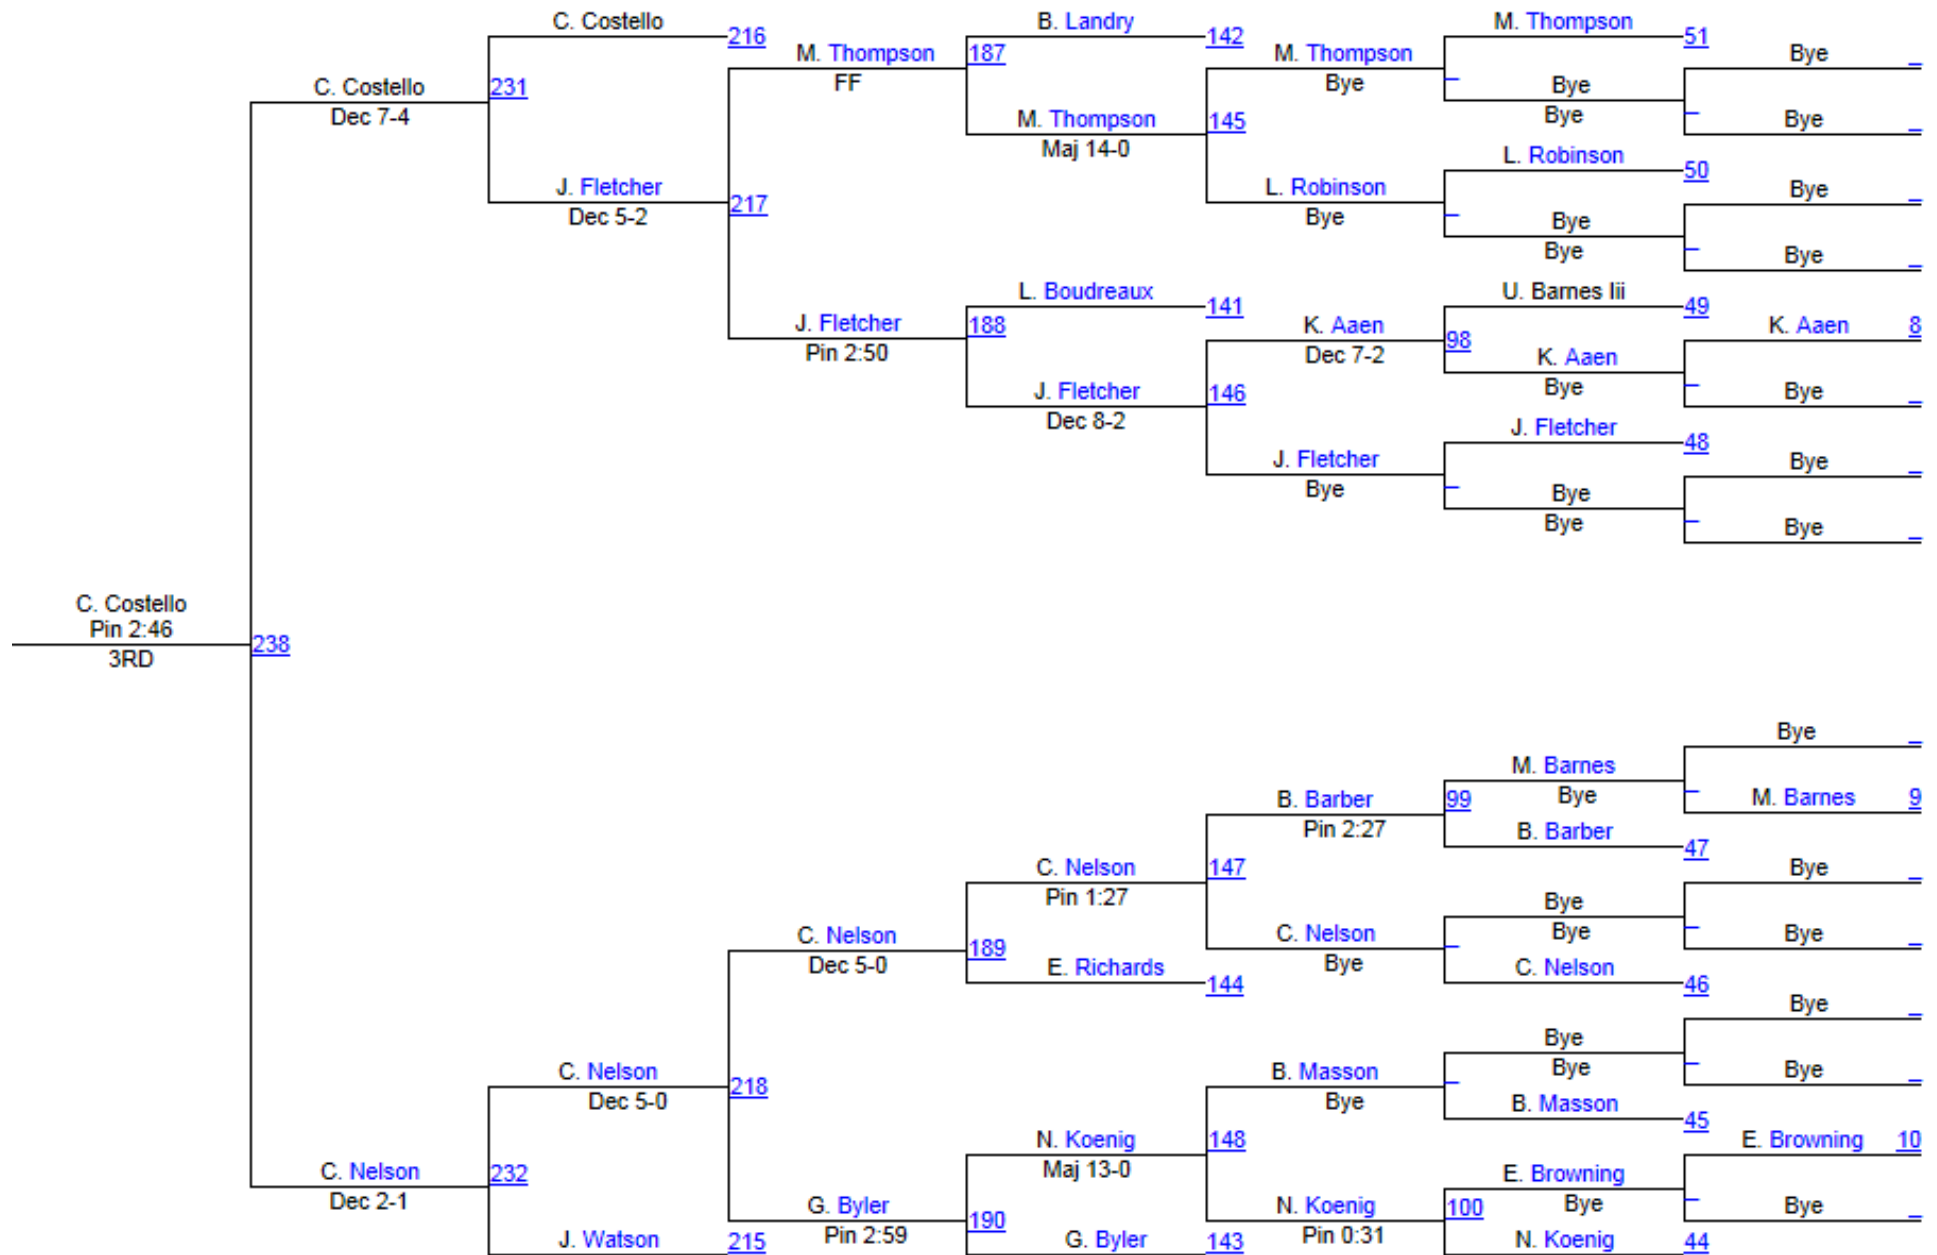 C. Costello
216
B. Landry
142
M. Thompson
51
M. Thompson
FF
187
M. Thompson
Bye
Bye
_
C. Costello
Dec 7-4
231
_
Bye
Bye
M. Thompson
Maj 14-0
145
_
Bye
_
L. Robinson
50
J. Fletcher
Dec 5-2
217
L. Robinson
Bye
Bye
_
_
Bye
Bye
_
Bye
_
L. Boudreaux
141
U. Barnes Iii
49
J. Fletcher
Pin 2:50
188
K. Aaen
Dec 7-2
98
K. Aaen
8
K. Aaen
Bye
_
J. Fletcher
Dec 8-2
146
Bye
_
J. Fletcher
48
J. Fletcher
Bye
Bye
_
_
Bye
Bye
_
Bye
_
C. Costello
Pin 2:46
3RD
238
Bye
_
M. Barnes
Bye
_
M. Barnes
9
B. Barber
Pin 2:27
99
B. Barber
47
C. Nelson
Pin 1:27
147
Bye
_
Bye
Bye
_
C. Nelson
Dec 5-0
189
C. Nelson
Bye
_
Bye
_
E. Richards
144
C. Nelson
46
Bye
_
Bye
Bye
_
C. Nelson
Dec 5-0
218
B. Masson
Bye
_
Bye
_
B. Masson
45
N. Koenig
Maj 13-0
148
E. Browning
10
C. Nelson
Dec 2-1
232
E. Browning
Bye
_
G. Byler
Pin 2:59
190
N. Koenig
Pin 0:31
100
Bye
_
J. Watson
215
G. Byler
143
N. Koenig
44